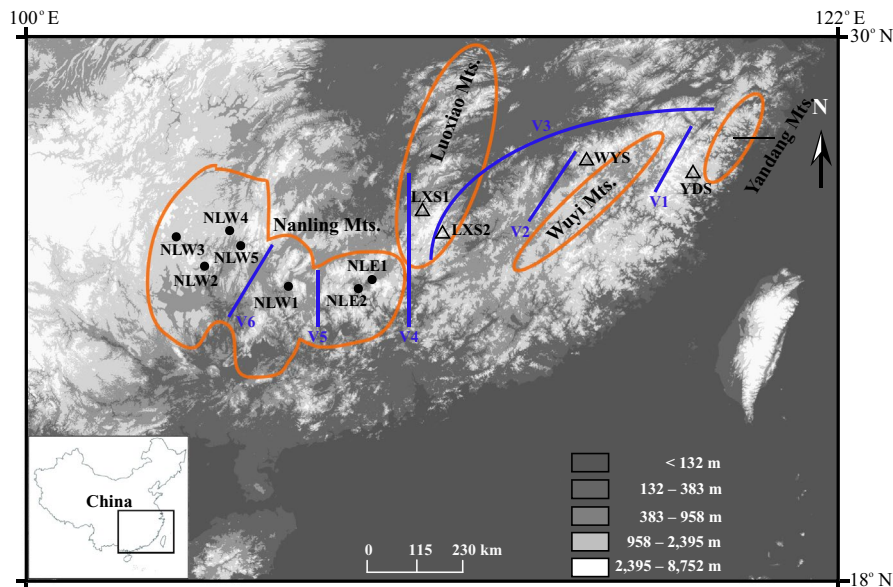 100° E
122° E
30° N
N
Luoxiao Mts.
V3
Yandang Mts.
WYS
YDS
V1
Wuyi Mts.
V2
LXS1
LXS2
NLW4
Nanling Mts.
NLW3
NLW5
NLW2
NLE1
NLW1
NLE2
V6
V5
V4
China
< 132 m
132 – 383 m
383 – 958 m
958 – 2,395 m
2,395 – 8,752 m
0 115 230 km
18° N